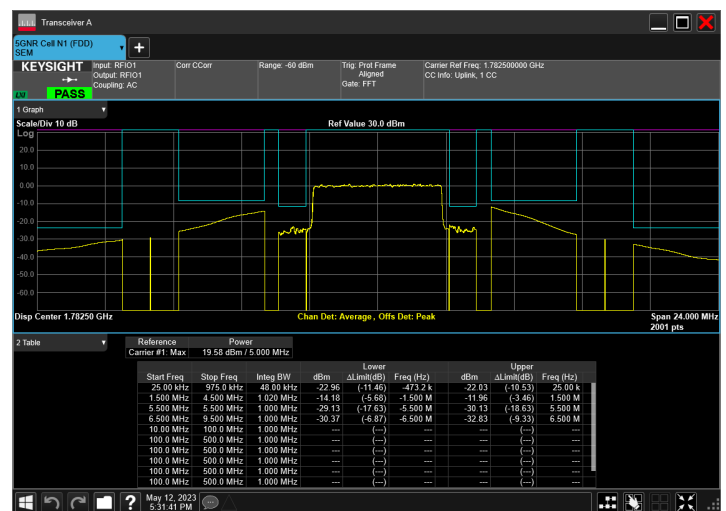 Transceiver A
5GNR Cell N1 (FDD)
SEM
KEYSIGHT
Input: RFIO1
Output: RFIO1
Coupling: AC
Corr CCorr
Range: -60 dBm
Trig: Prot Frame
Aligned
Gate: FFT
Carrier Ref Freq: 1.782500000 GHz
CC Info: Uplink, 1 CC
LXI
PASS
1 Graph
Scale/Div 10 dB
Ref Value 30.0 dBm
Log
20.0
10.0
0.00
-10.0
-20.0
-30.0
-40.0
-50.0
-60.0
Disp Center 1.78250 GHz
Chan Det: Average , Offs Det: Peak
Span 24.000 MHz
2001 pts
2 Table
Reference Power
Carrier #1: Max 19.58 dBm / 5.000 MHz
Lower Upper
Start Freq Stop Freq Integ BW dBm ΔLimit(dB) Freq (Hz) dBm ΔLimit(dB) Freq (Hz)
25.00 kHz 975.0 kHz 48.00 kHz -22.96 (-11.46) -473.2 k -22.03 (-10.53) 25.00 k
1.500 MHz 4.500 MHz 1.020 MHz -14.18 (-5.68) -1.500 M -11.96 (-3.46) 1.500 M
5.500 MHz 5.500 MHz 1.000 MHz -29.13 (-17.63) -5.500 M -30.13 (-18.63) 5.500 M
6.500 MHz 9.500 MHz 1.000 MHz -30.37 (-6.87) -6.500 M -32.83 (-9.33) 6.500 M
10.00 MHz 100.0 MHz 1.000 MHz --- (---) --- --- (---) ---
100.0 MHz 500.0 MHz 1.000 MHz --- (---) --- --- (---) ---
100.0 MHz 500.0 MHz 1.000 MHz --- (---) --- --- (---) ---
100.0 MHz 500.0 MHz 1.000 MHz --- (---) --- --- (---) ---
100.0 MHz 500.0 MHz 1.000 MHz --- (---) --- --- (---) ---
100.0 MHz 500.0 MHz 1.000 MHz --- (---) --- --- (---) ---
?
May 12, 2023
5:31:41 PM